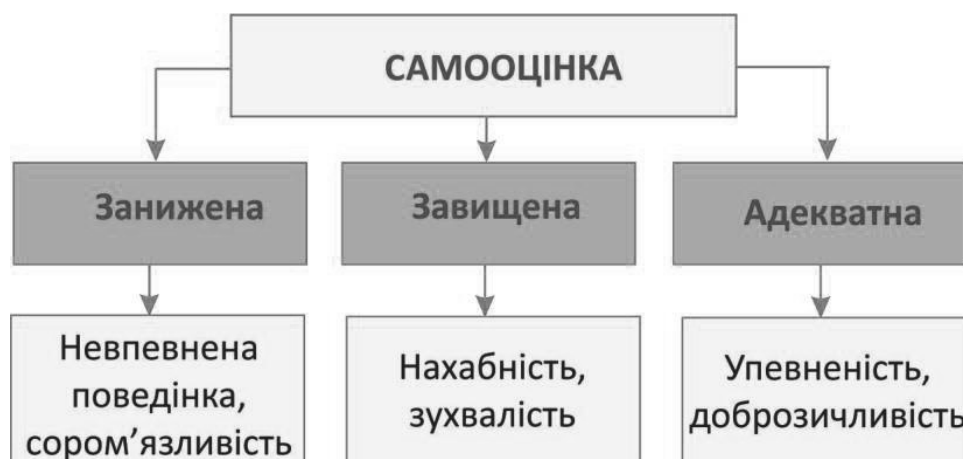 САМООЦІНКА
Занижена
Завищена
Адекватна
Невпевнена
поведінка,
сором’язливість
Нахабність,
зухвалість
Упевненість,
доброзичливість